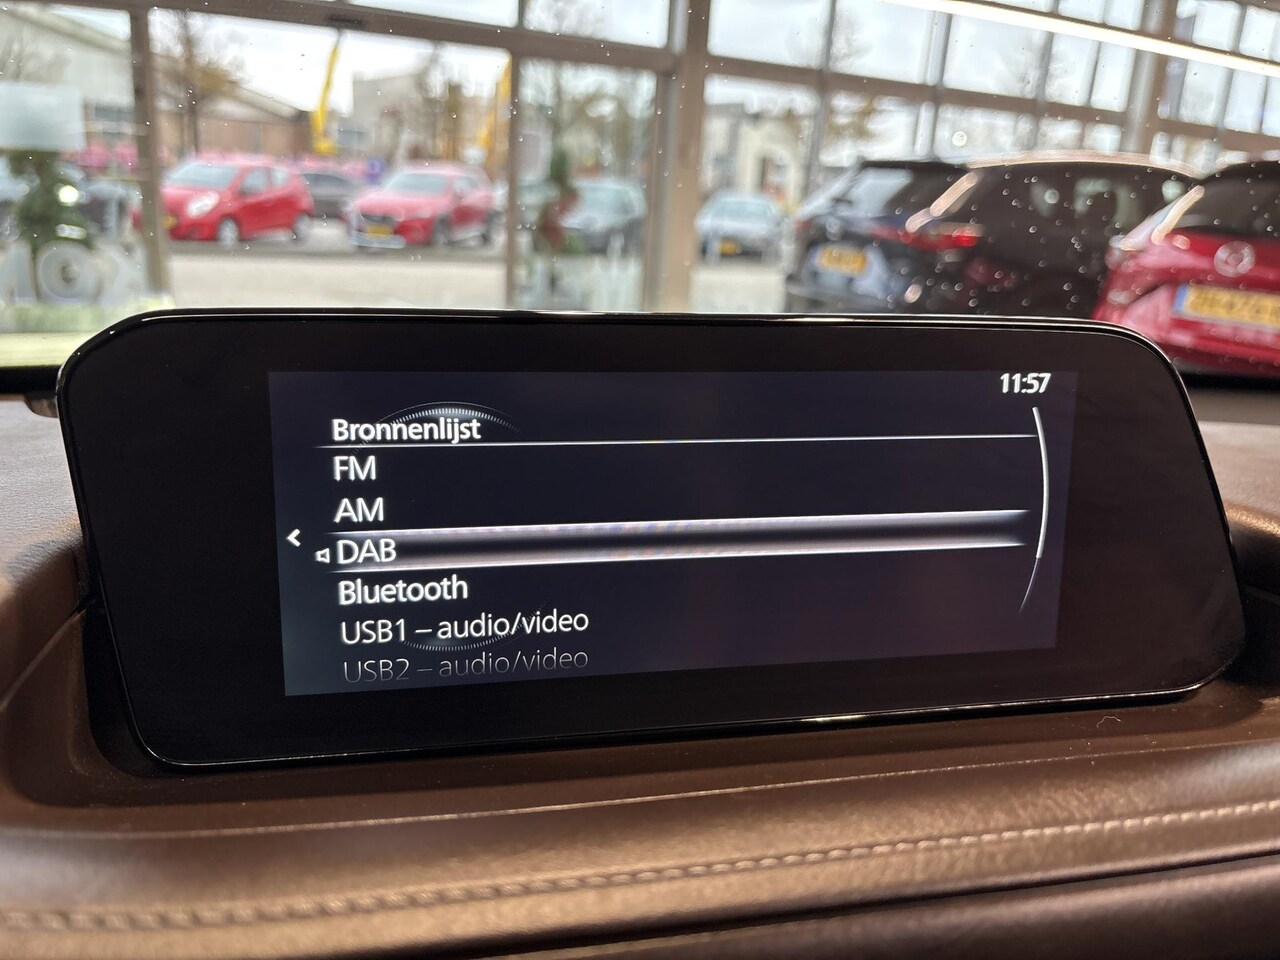 11:57
Bronnenlijst
FM
AM
DAB
Bluetooth
USB1 – audio/video
USB2 – audio/video